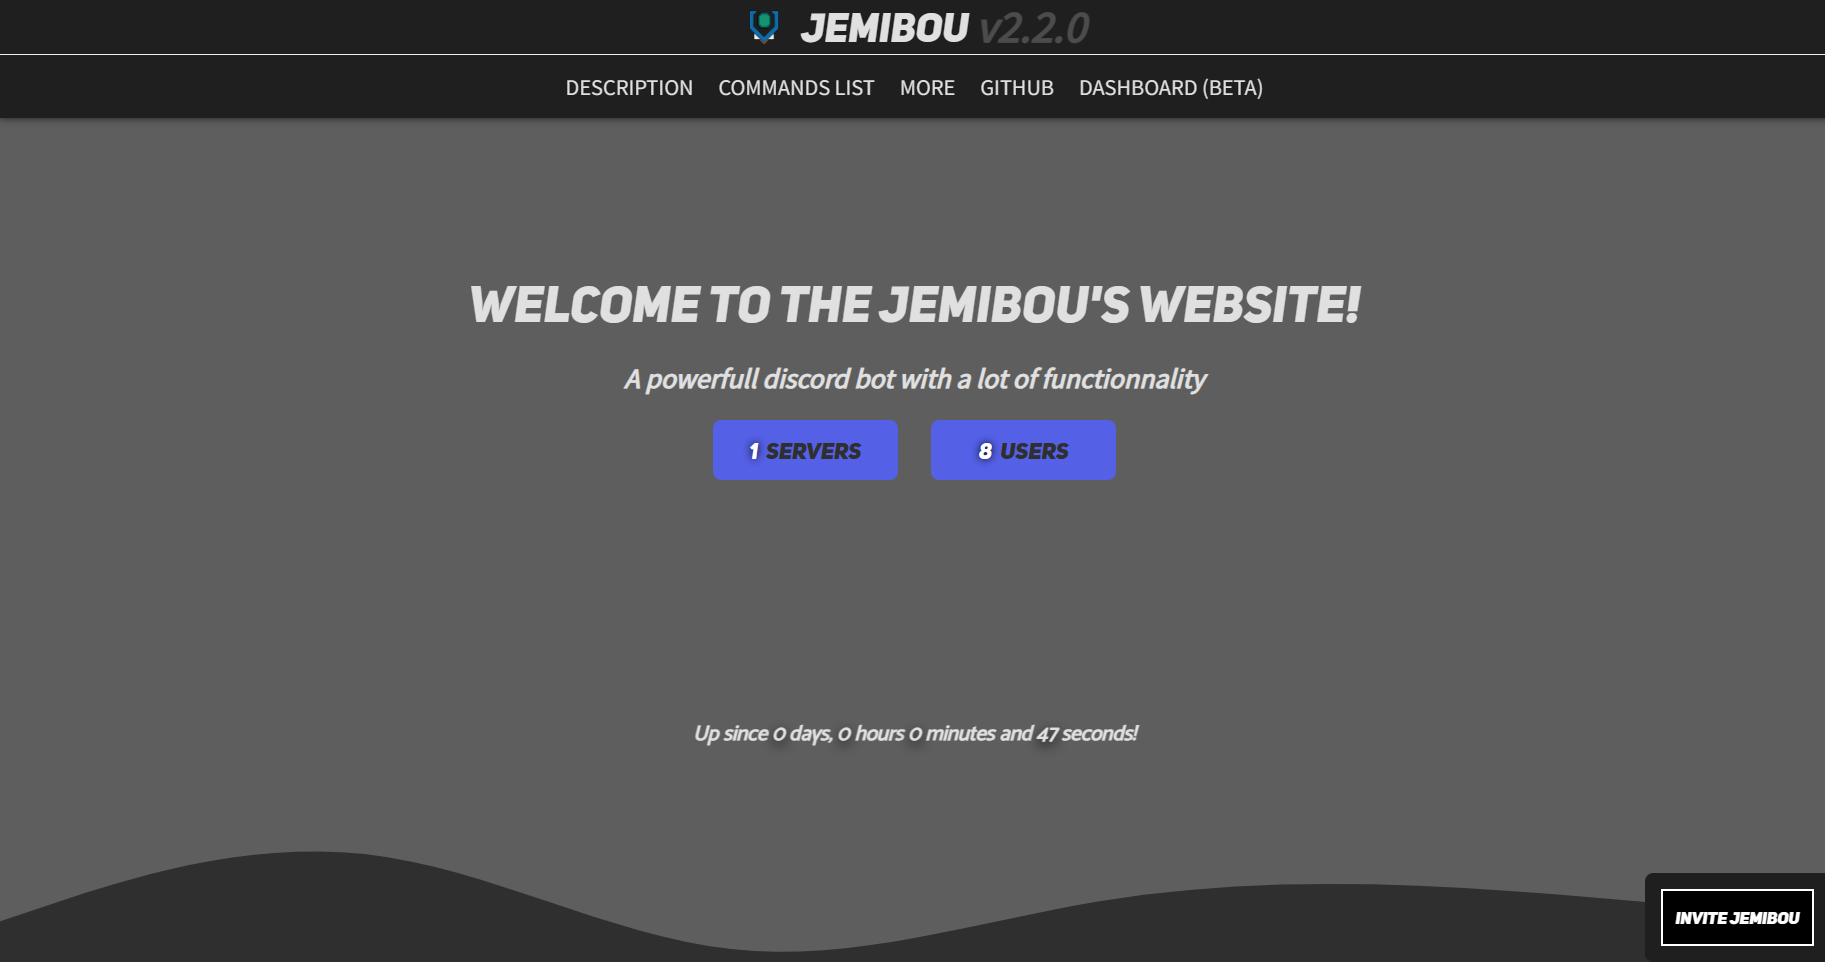 JEMIBOU v2.2.0
DESCRIPTION COMMANDS LIST MORE GITHUB DASHBOARD (BETA)
WELCOME TO THE JEMIBOU'S WEBSITE!
A powerfull discord bot with a lot of functionnality
1 SERVERS 8 USERS
Up since 0 days, 0 hours 0 minutes and 47 seconds!
INVITE JEMIBOU